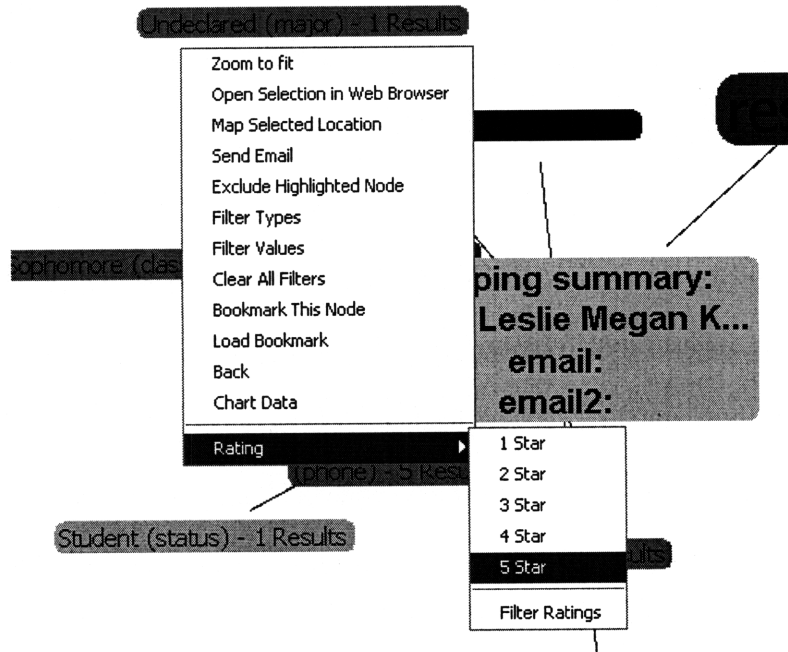 Undeclared (major) - 1 Results
Zoom to fit
Open Selection in Web Browser
Map Selected Location
Send Email
Exclude Highlighted Node
Filter Types
Filter Values
Clear All Filters
Bookmark This Node
Load Bookmark
Back
Chart Data
Rating
res
Sophomore (clas
ping summary:
Leslie Megan K...
email:
email2:
(phone) - 5 Resu
1 Star
2 Star
3 Star
4 Star
5 Star
Filter Ratings
Student (status) - 1 Results
ults